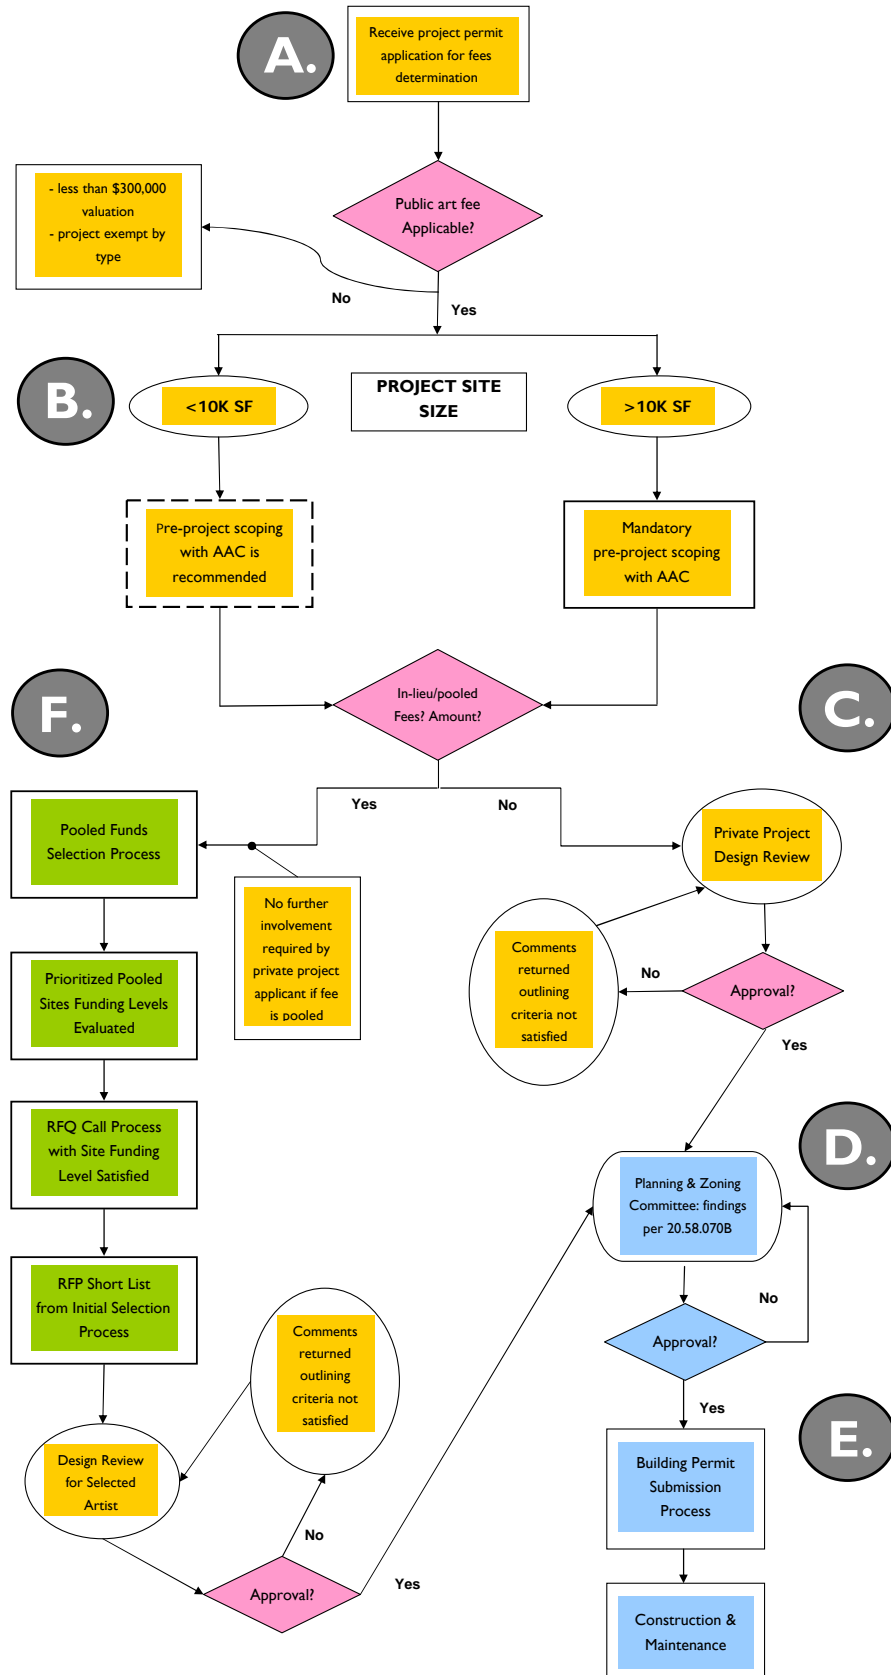 A.
Receive project permit
application for fees
determination
Public art fee
Applicable?
- less than $300,000
valuation
- project exempt by
type
No
Yes
B.
<10K SF
PROJECT SITE
SIZE
>10K SF
Pre-project scoping
with AAC is
recommended
Mandatory
pre-project scoping
with AAC
F.
In-lieu/pooled
Fees? Amount?
C.
Yes
No
Pooled Funds
Selection Process
Private Project
Design Review
No further
involvement
required by
private project
applicant if fee
is pooled
Comments
returned
outlining
criteria not
satisfied
No
Approval?
Yes
Prioritized Pooled
Sites Funding Levels
Evaluated
RFQ Call Process
with Site Funding
Level Satisfied
D.
Planning & Zoning
Committee: findings
per 20.58.070B
RFP Short List
from Initial Selection
Process
Comments
returned
outlining
criteria not
satisfied
No
Approval?
Yes
E.
Design Review
for Selected
Artist
Building Permit
Submission
Process
No
Approval?
Yes
Construction &
Maintenance